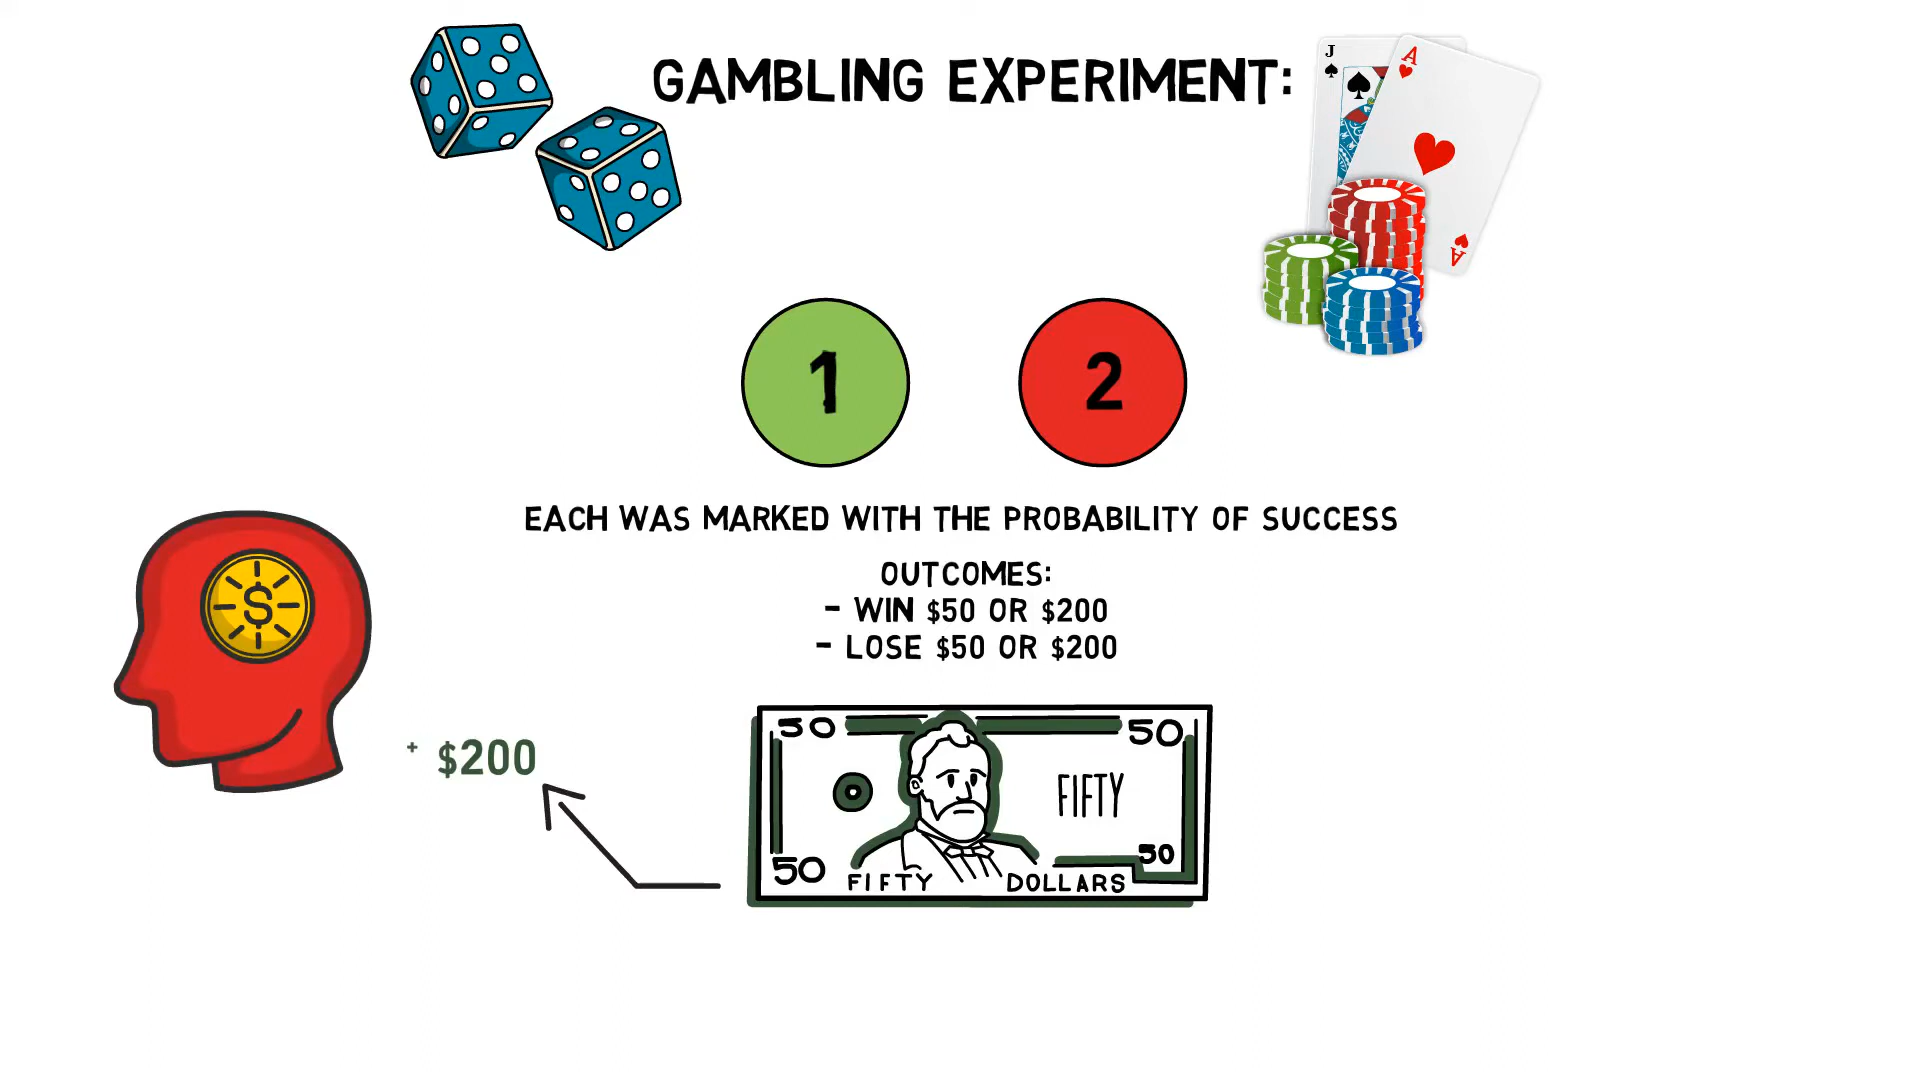 GAMBLING EXPERIMENT:
J
A
A
1
2
EACH WAS MARKED WITH THE PROBABILITY OF SUCCESS
OUTCOMES:
- WIN $50 OR $200
- LOSE $50 OR $200
$
+ $200
50
50
FIFTY
50
50
FIFTY DOLLARS